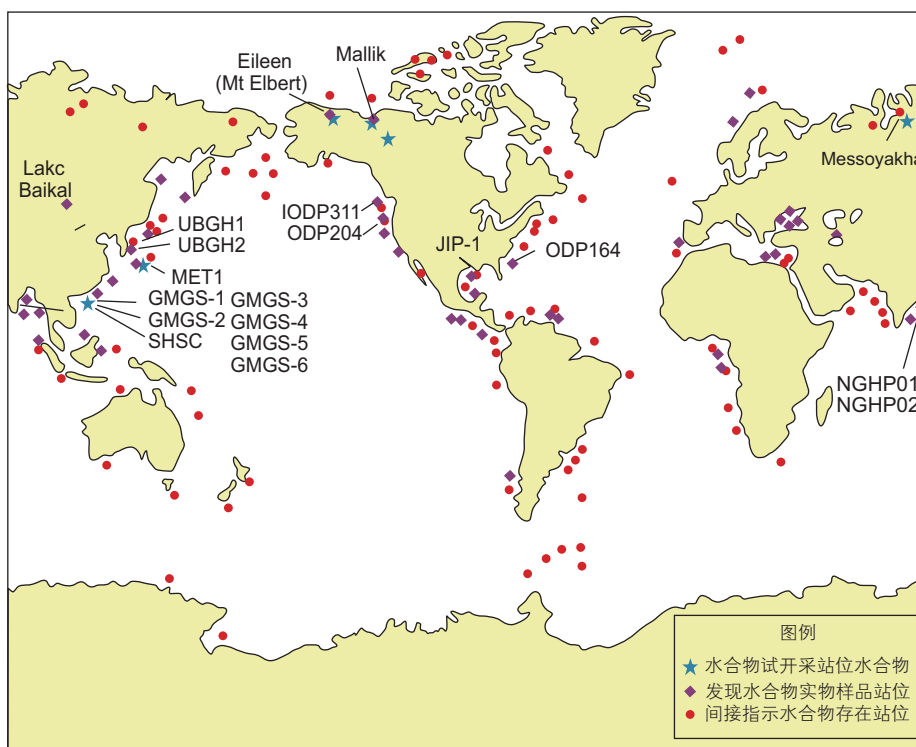 Eileen
(Mt Elbert)
Mallik
Messoyakha
Lakc
Baikal
UBGH1
UBGH2
IODP311
ODP204
JIP-1
ODP164
MET1
GMGS-1
GMGS-2
SHSC
GMGS-3
GMGS-4
GMGS-5
GMGS-6
NGHP01
NGHP02
图例
水合物试开采站位水合物
发现水合物实物样品站位
间接指示水合物存在站位